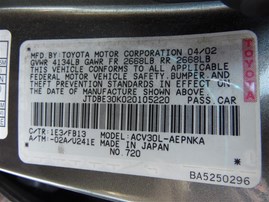 MFD. BY TOYOTA MOTOR CORPORATION 04/02
GVWR 4134LB GAWR FR 2668LB RR 2668LB
THIS VEHICLE CONFORMS TO ALL APPLICABLE
FEDERAL MOTOR VEHICLE SAFETY, BUMPER, AND
THEFT PREVENTION STANDARDS IN EFFECT ON
THE DATE OF MANUFACTURE SHOWN ABOVE.
JTDBE30K020105220 PASS. CAR
C/TR: 1E3/FB13
A/TM: -02A/U241E
MODEL: ACV30L-AEPNKA
MADE IN JAPAN
NO. 720
TOYOTA
BA5250296